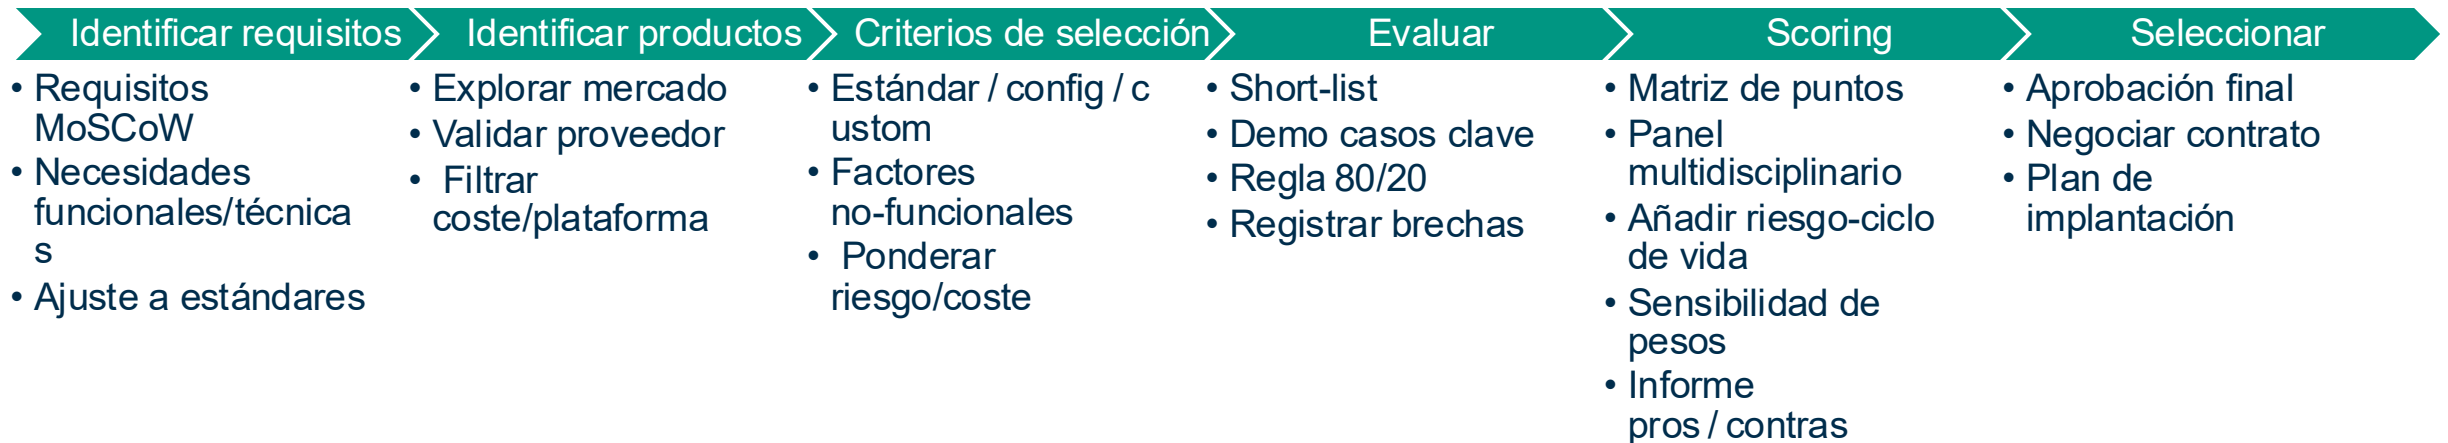 Identificar requisitos
• Requisitos
MoSCoW
• Necesidades
funcionales/técnica
s
• Ajuste a estándares
Identificar productos
• Explorar mercado
• Validar proveedor
• Filtrar
coste/plataforma
Criterios de selección
• Estándar / config / c
ustom
• Factores
no-funcionales
• Ponderar
riesgo/coste
Evaluar
• Short-list
• Demo casos clave
• Regla 80/20
• Registrar brechas
Scoring
• Matriz de puntos
• Panel
multidisciplinario
• Añadir riesgo-ciclo
de vida
• Sensibilidad de
pesos
• Informe
pros / contras
Seleccionar
• Aprobación final
• Negociar contrato
• Plan de
implantación